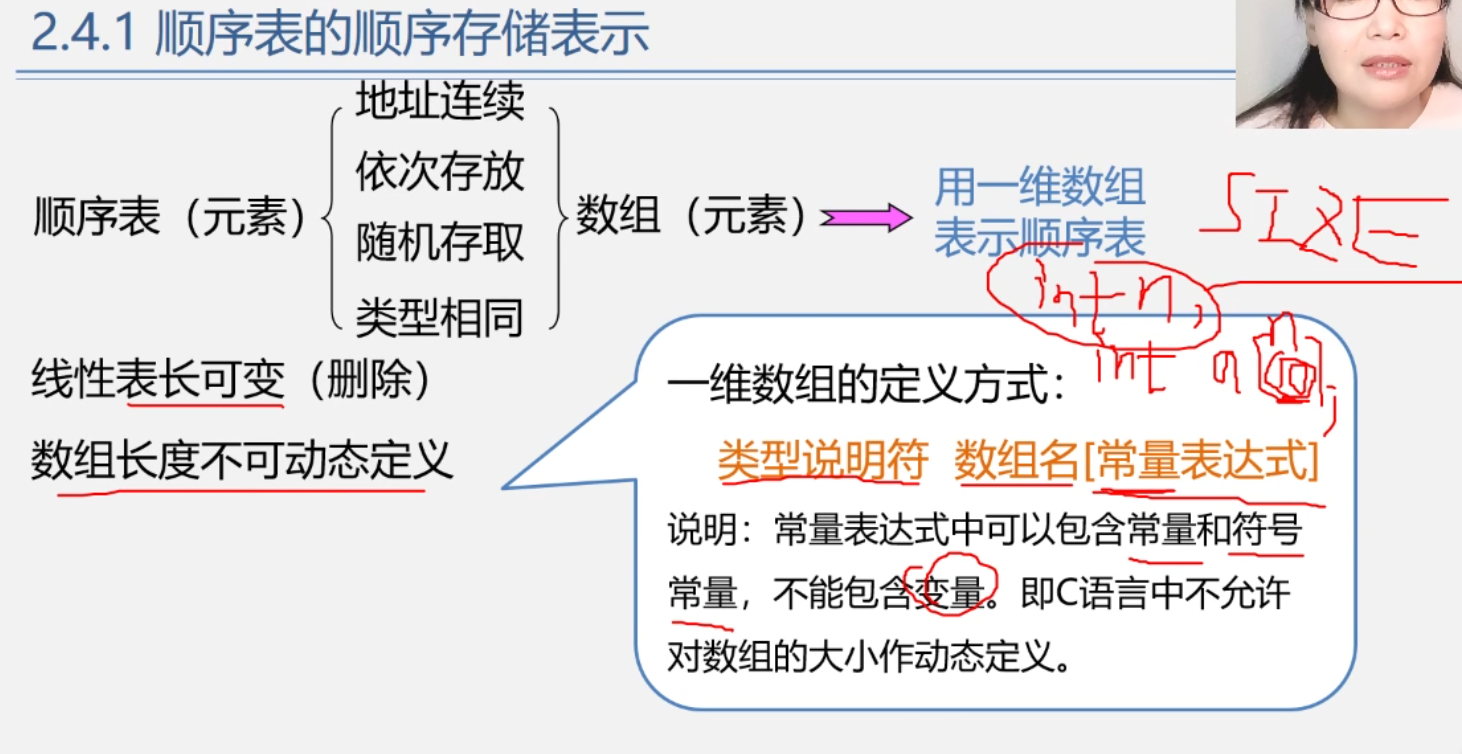 2.4.1 顺序表的顺序存储表示
地址连续
依次存放
随机存取
类型相同
顺序表（元素）
数组（元素）
用一维数组
表示顺序表
SIZE
int n,
int a[n];
线性表长可变（删除）
数组长度不可动态定义
一维数组的定义方式：
类型说明符 数组名[常量表达式]
说明：常量表达式中可以包含常量和符号
常量，不能包含变量。即C语言中不允许
对数组的大小作动态定义。